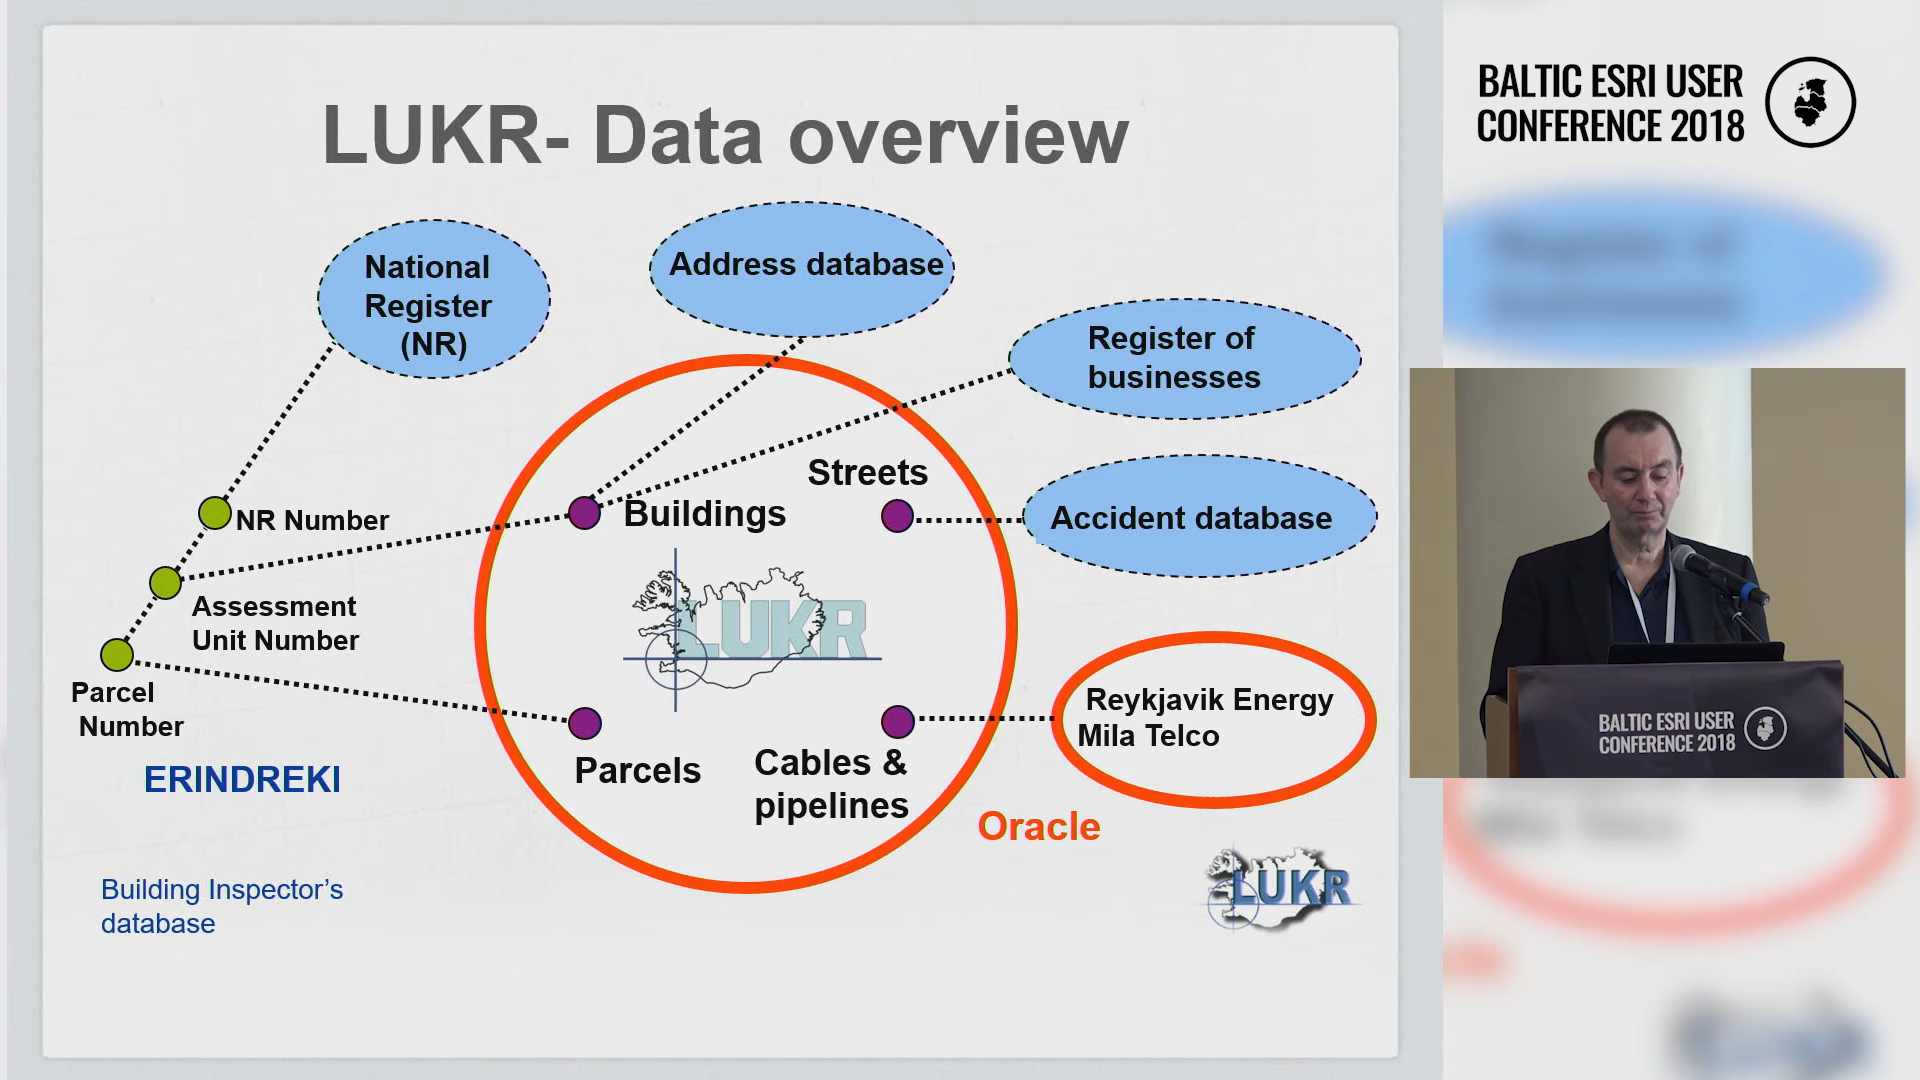 LUKR- Data overview
BALTIC ESRI USER
CONFERENCE 2018
National
Register
(NR)
Address database
Register of
businesses
Streets
NR Number
Buildings
Accident database
Assessment
Unit Number
LUKR
Parcel
Number
Reykjavik Energy
Mila Telco
ERINDREKI
Parcels
Cables &
pipelines
Oracle
Building Inspector's
database
LUKR
BALTIC ESRI USER
CONFERENCE 2018